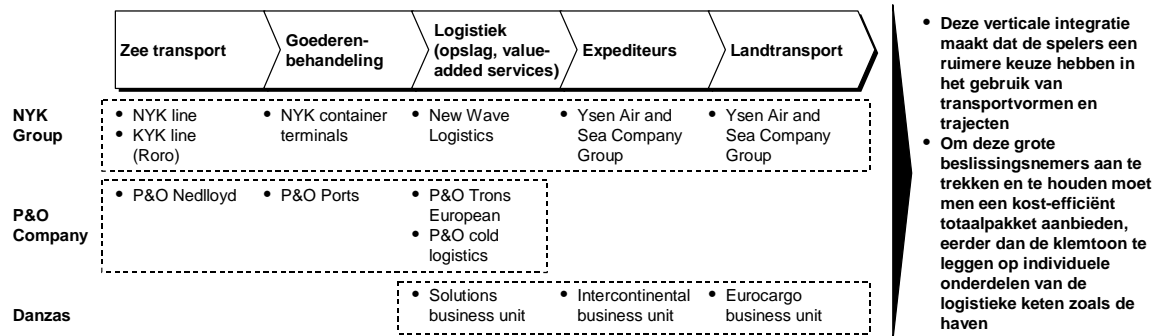 Zee transport
Goederen-
behandeling
Logistiek
(opslag, value-
added services)
Expediteurs
Landtransport
NYK
Group
• NYK line
• KYK line
(Roro)
• NYK container
terminals
• New Wave
Logistics
• Ysen Air and
Sea Company
Group
• Ysen Air and
Sea Company
Group
P&O
Company
• P&O Nedlloyd
• P&O Ports
• P&O Trons
European
• P&O cold
logistics
Danzas
• Solutions
business unit
• Intercontinental
business unit
• Eurocargo
business unit
• Deze verticale integratie
maakt dat de spelers een
ruimere keuze hebben in
het gebruik van
transportvormen en
trajecten
• Om deze grote
beslissingsnemers aan te
trekken en te houden moet
men een kost-efficiënt
totaalpakket aanbieden,
eerder dan de klemtoon te
leggen op individuele
onderdelen van de
logistieke keten zoals de
haven